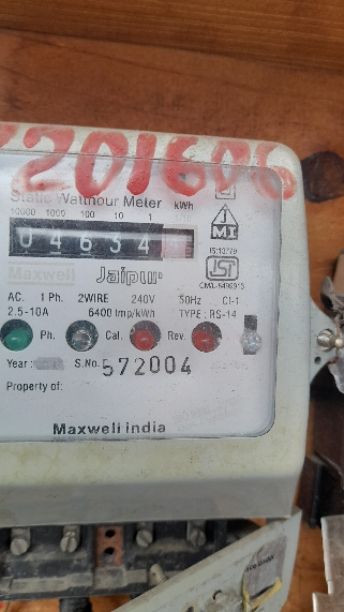 201606
Static Watthour Meter kWh
10000 1000 100 10 1
0 4 6 3 4
Maxwell Jaipur
AC. 1 Ph. 2WIRE 240V 50Hz Cl-1
2.5-10A 6400 Imp/kWh TYPE : RS-14
Ph. Cal. Rev.
Year : S.No. 572004
Property of:
Maxwell india